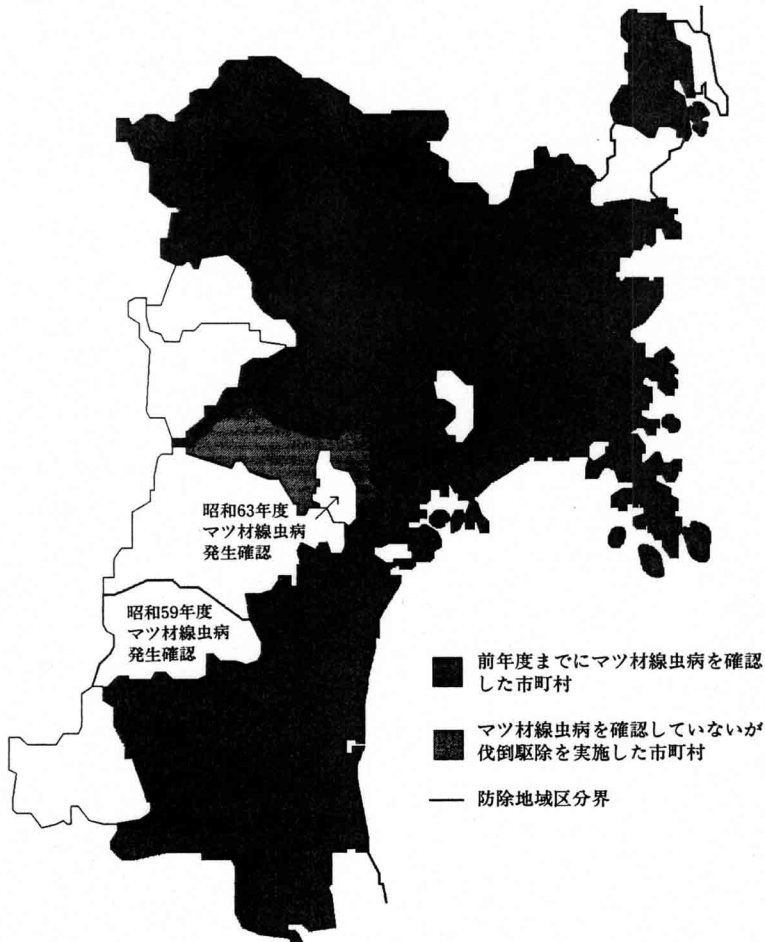 昭和63年度
マツ材線虫病
発生確認
昭和59年度
マツ材線虫病
発生確認
前年度までにマツ材線虫病を確認
した市町村
マツ材線虫病を確認していないが
伐倒駆除を実施した市町村
防除地域区分界